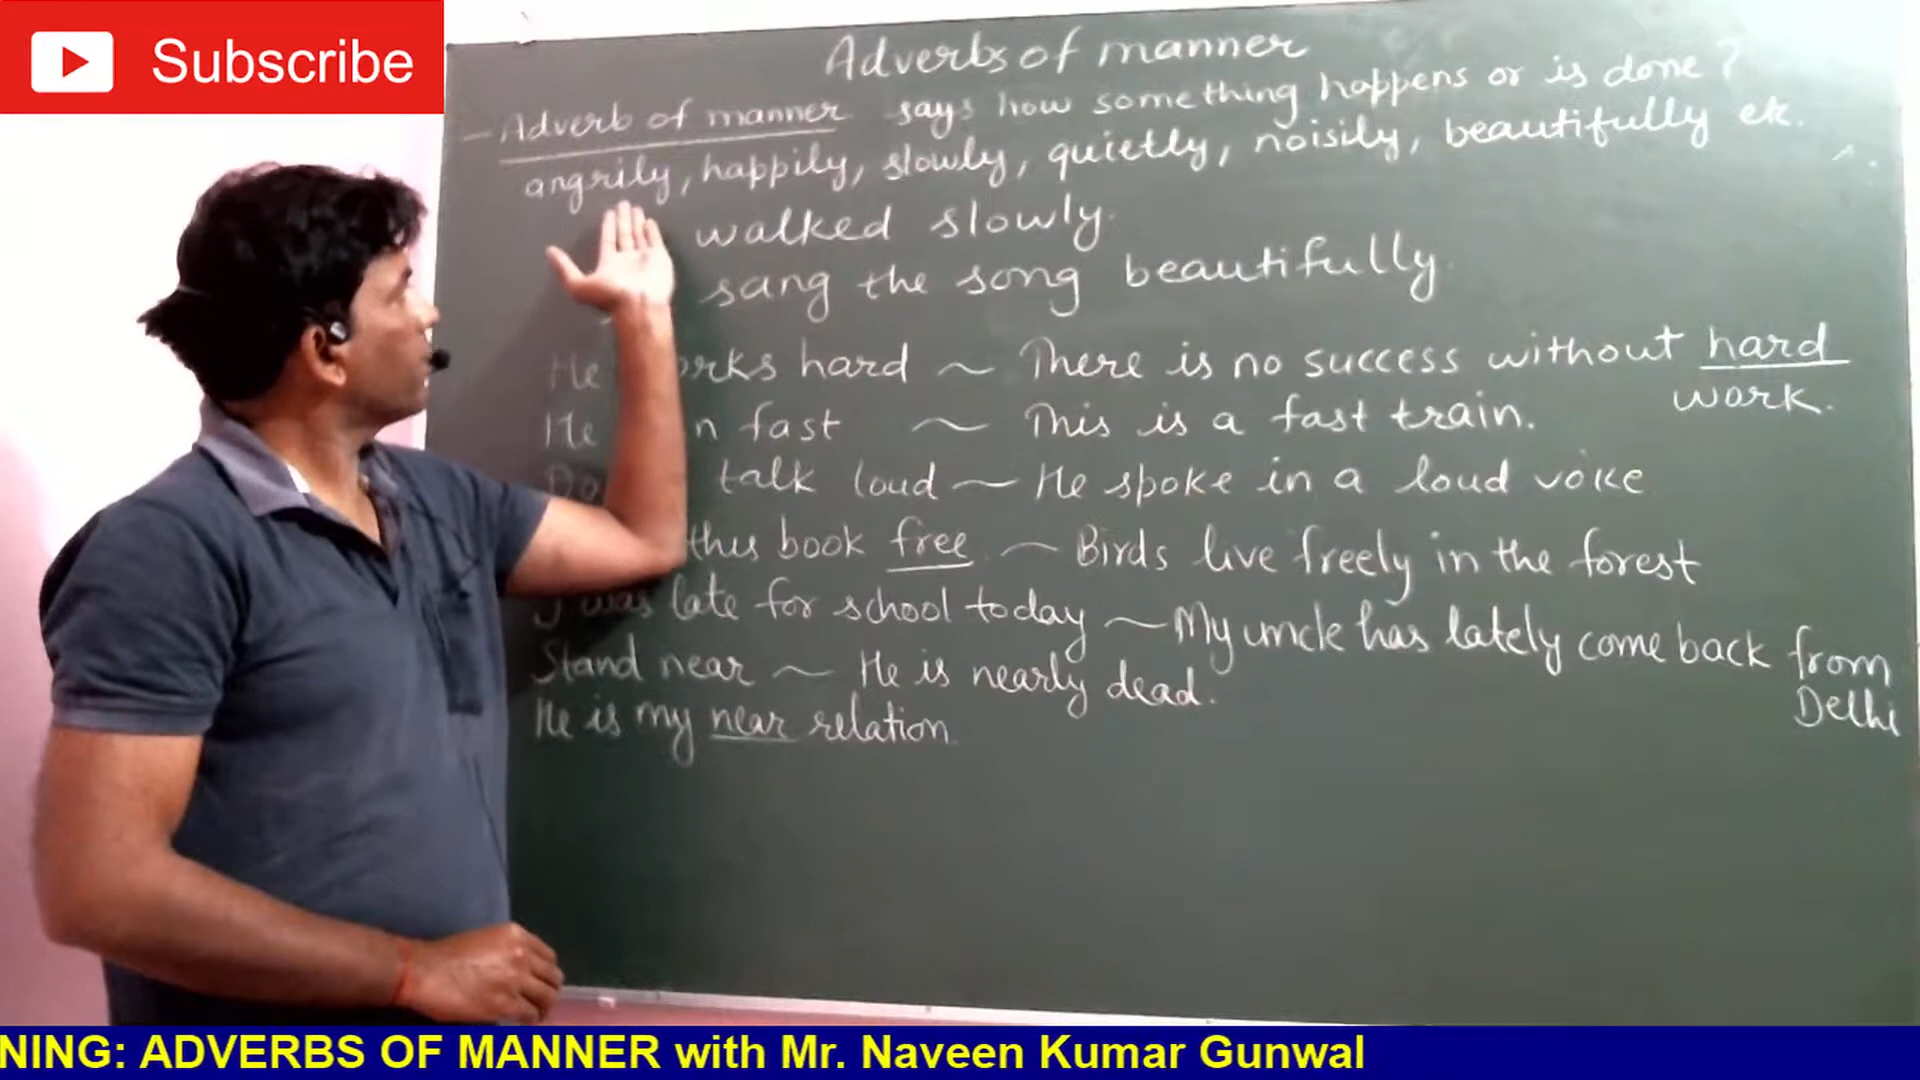 Subscribe
Adverbs of manner
- Adverb of manner says how something happens or is done?
angrily, happily, slowly, quietly, noisily, beautifully etc.
walked slowly.
sang the song beautifully
He hard ~ There is no success without hard
work.
He fast ~ This is a fast train.
talk loud ~ He spoke in a loud voice
this book free ~ Birds live freely in the forest
I was late for school today ~ My uncle has lately come back from
Delhi
Stand near ~ He is nearly dead.
He is my near relation.
NING: ADVERBS OF MANNER with Mr. Naveen Kumar Gunwal